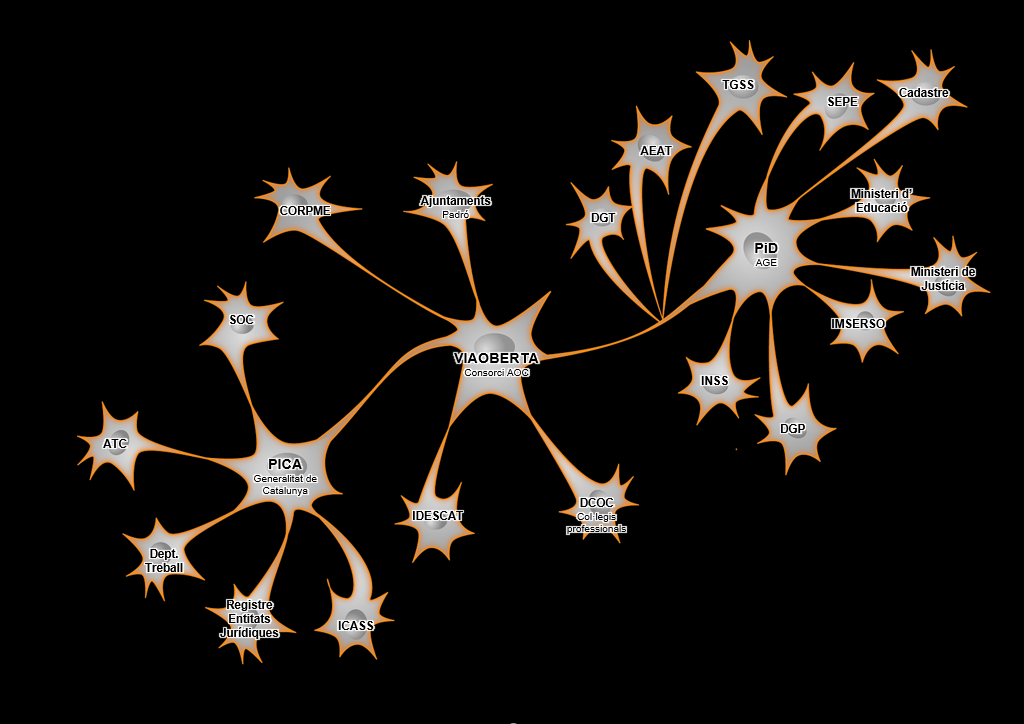 TGSS
SEPE
Cadastre
AEAT
Ministeri d'
Educació
CORPME
Ajuntaments
Padró
DGT
PiD
AGE
Ministeri de
Justícia
SOC
IMSERSO
VIAOBERTA
Consorci AOC
INSS
DGP
ATC
PICA
Generalitat de
Catalunya
IDESCAT
DCOC
Col·legis
professionals
Dept.
Treball
Registre
Entitats
Jurídiques
ICASS